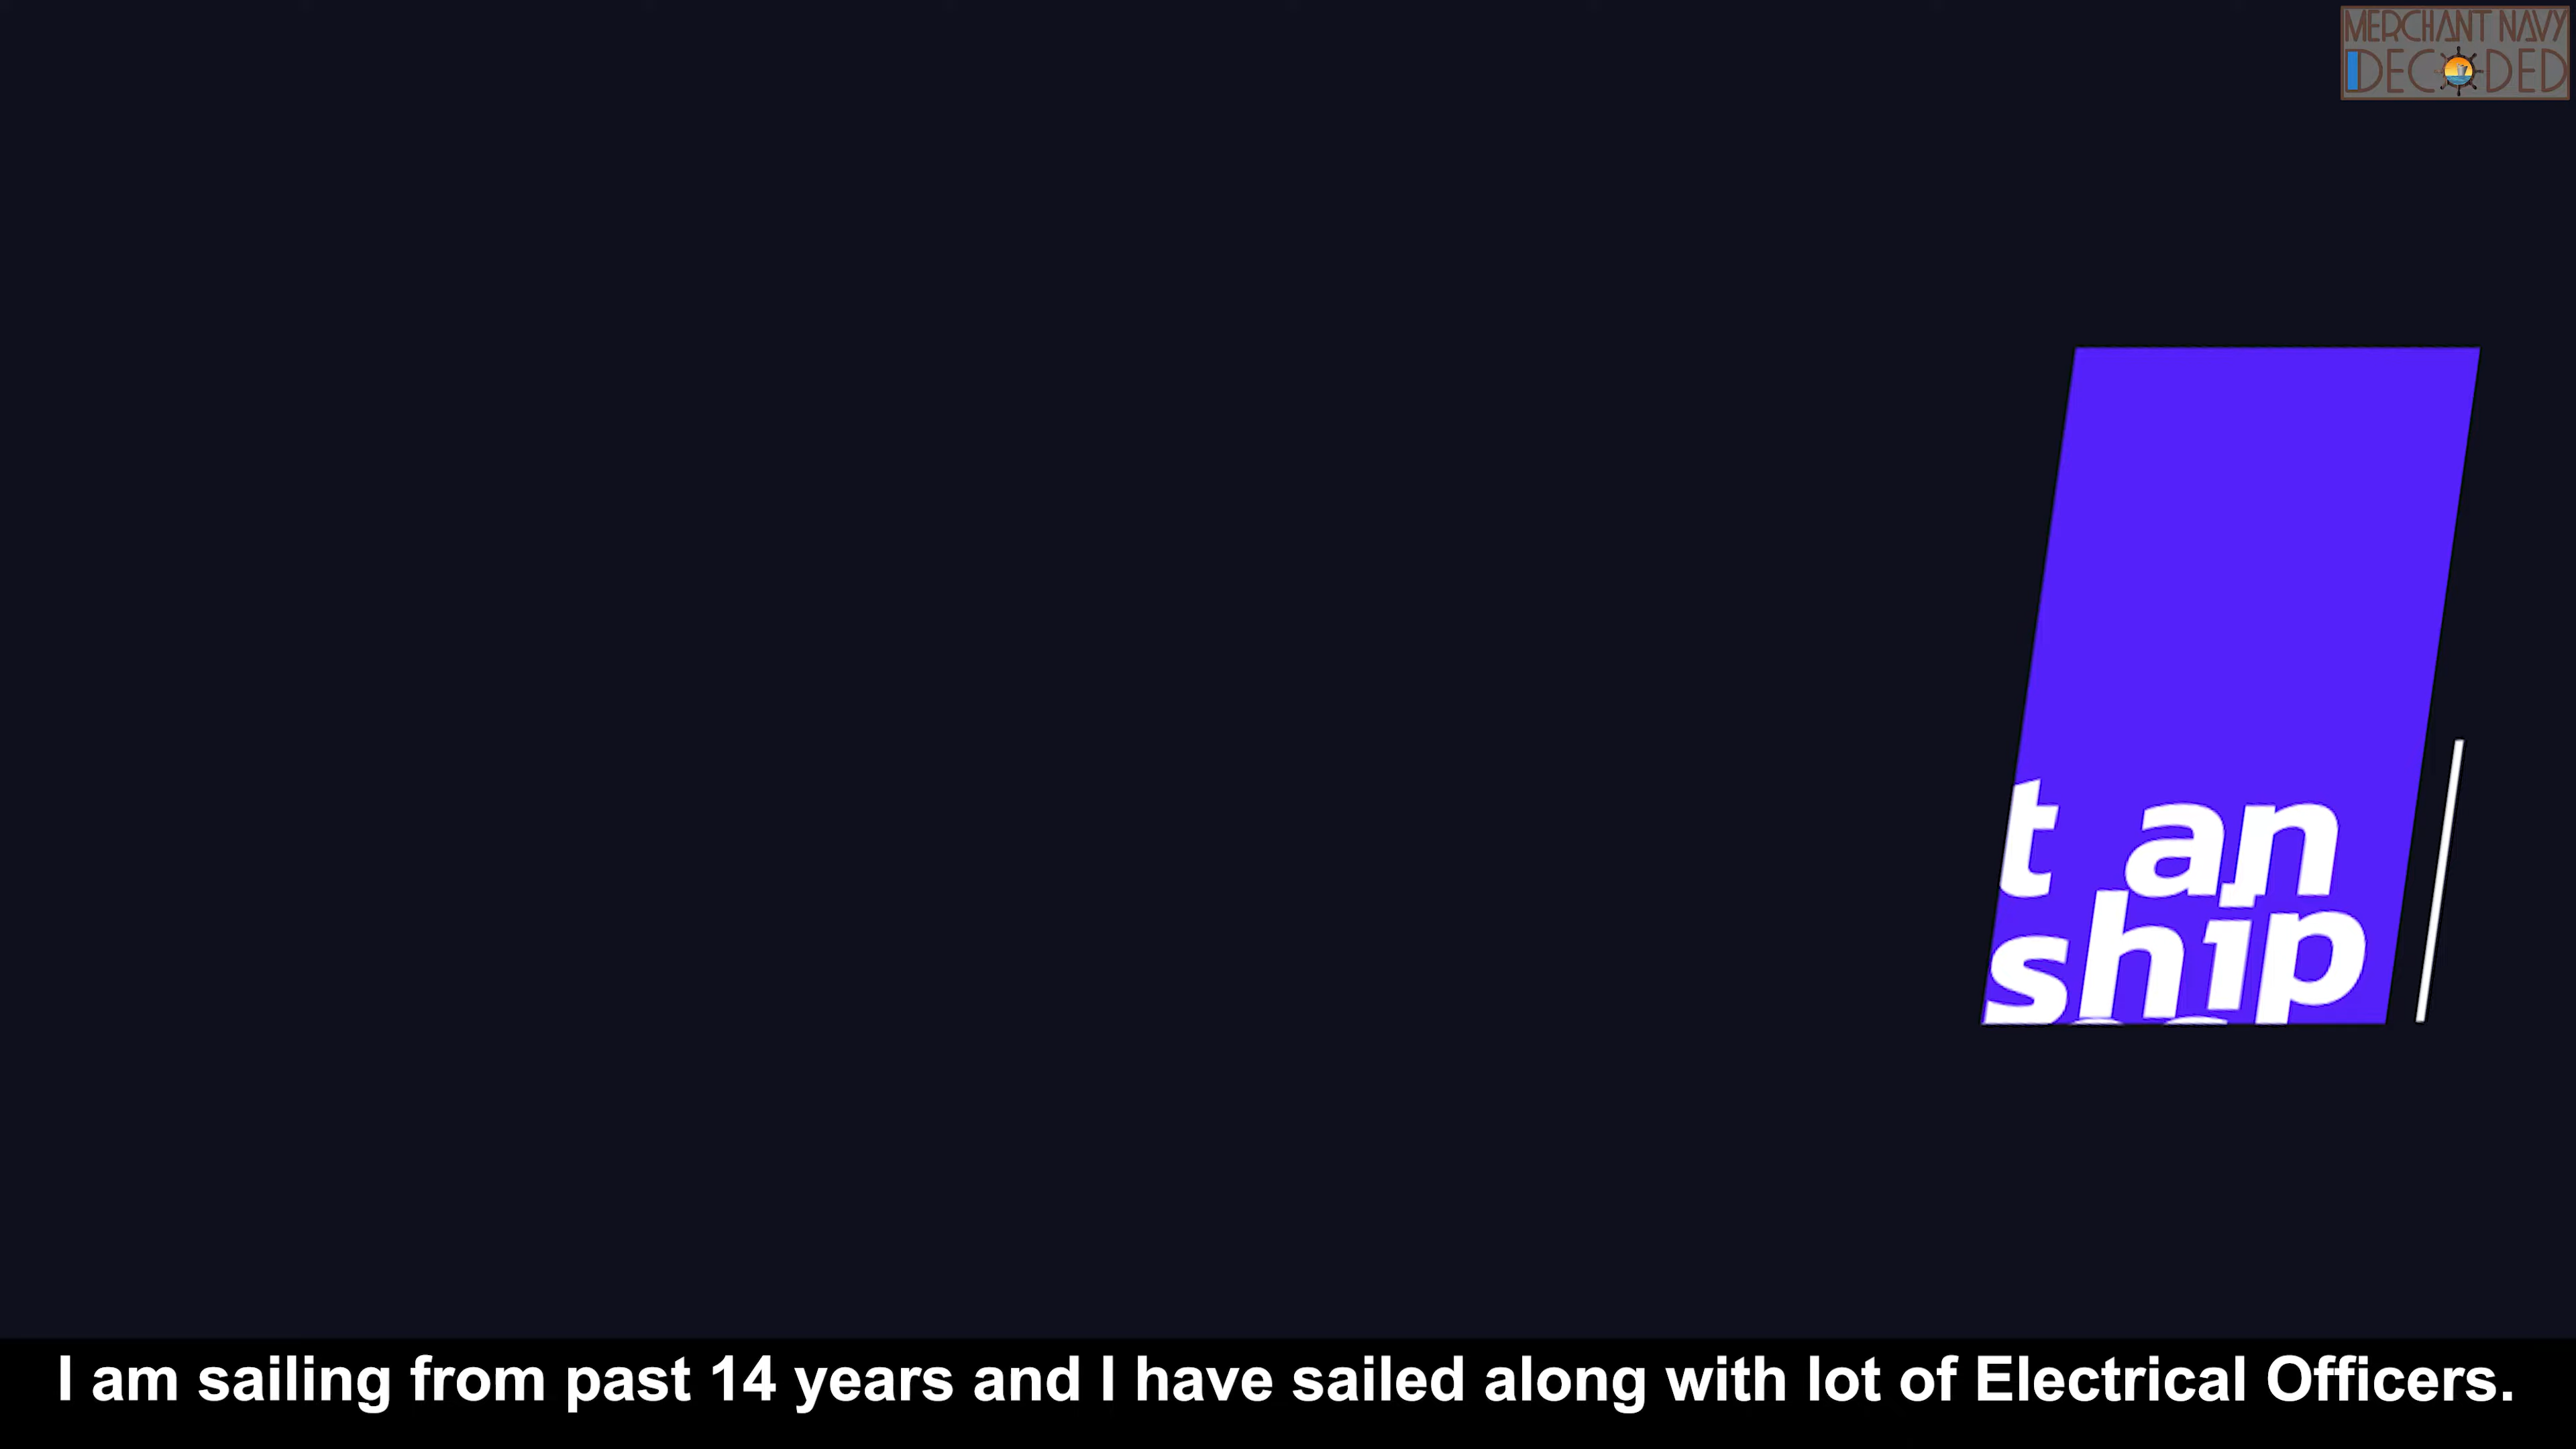 MERCHANT NAVY
DECODED
t an
ship
I am sailing from past 14 years and I have sailed along with lot of Electrical Officers.